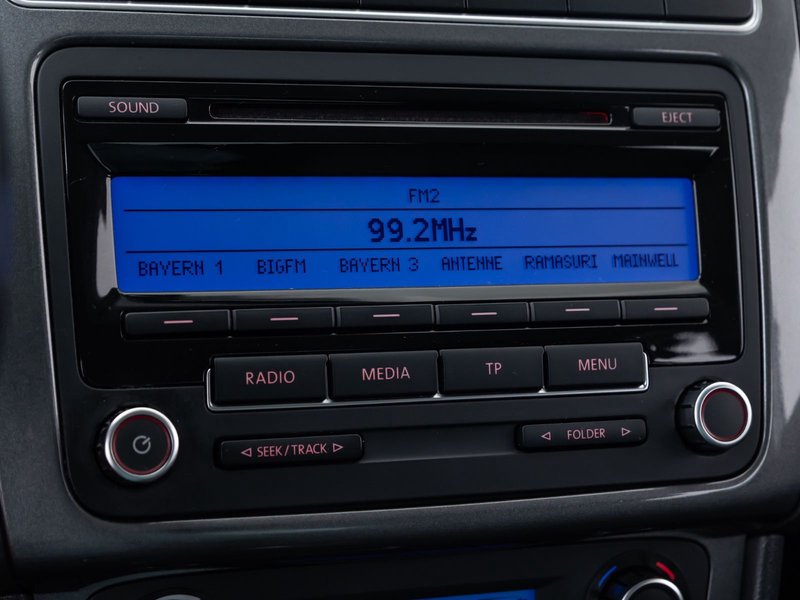 SOUND EJECT
FM2
99.2MHz
BAYERN 1 BIGFM BAYERN 3 ANTENNE RAMASURI MAINWELL
RADIO MEDIA TP MENU
SEEK/TRACK FOLDER